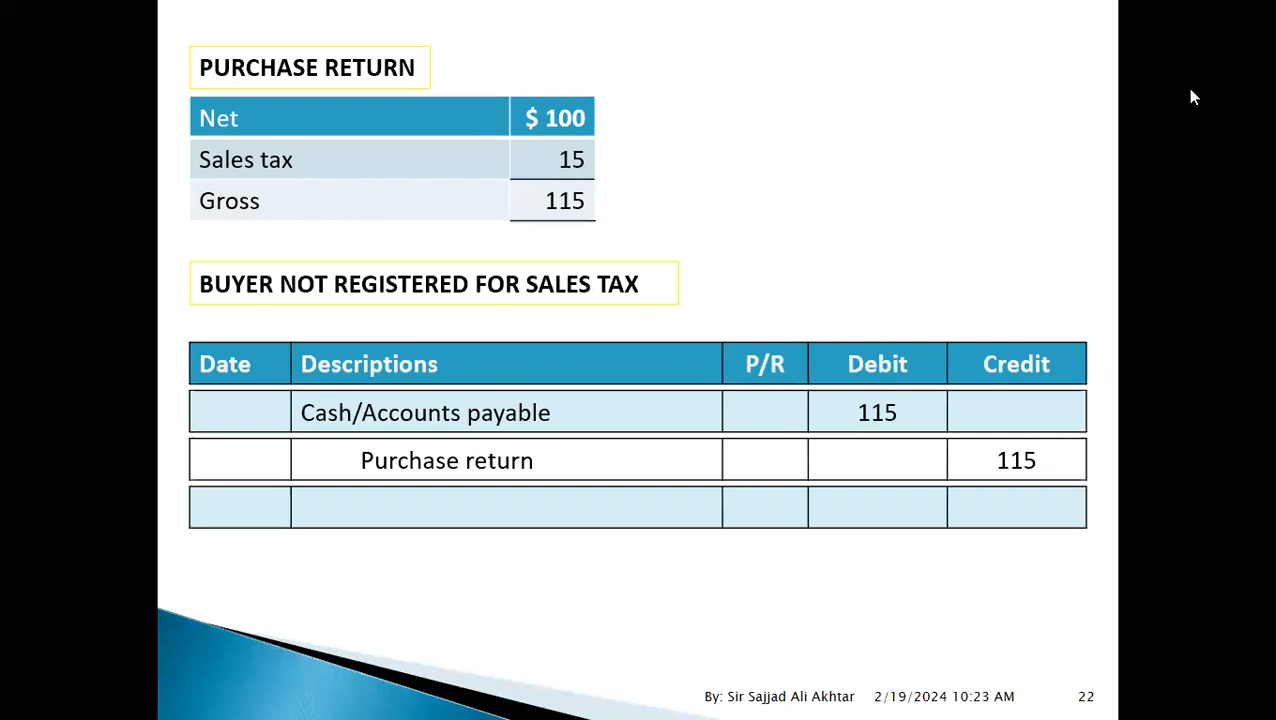 PURCHASE RETURN
Net $ 100
Sales tax 15
Gross 115
BUYER NOT REGISTERED FOR SALES TAX
Date Descriptions P/R Debit Credit
Cash/Accounts payable 115
Purchase return 115
By: Sir Sajjad Ali Akhtar 2/19/2024 10:23 AM 22